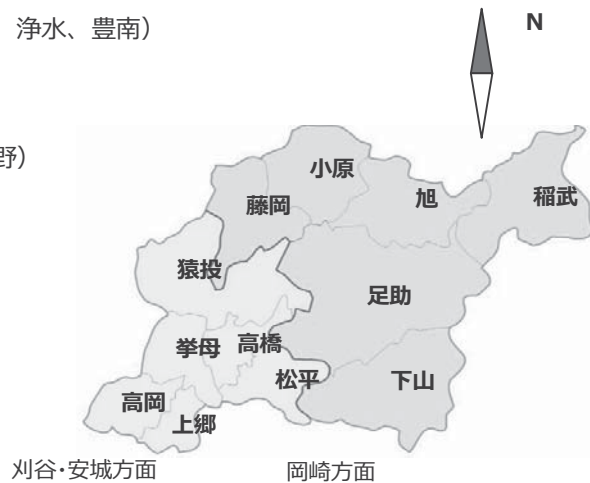 浄水、豊南）
N
野）
小原
旭
稲武
藤岡
猿投
足助
挙母
高橋
松平
下山
高岡
上郷
刈谷・安城方面
岡崎方面